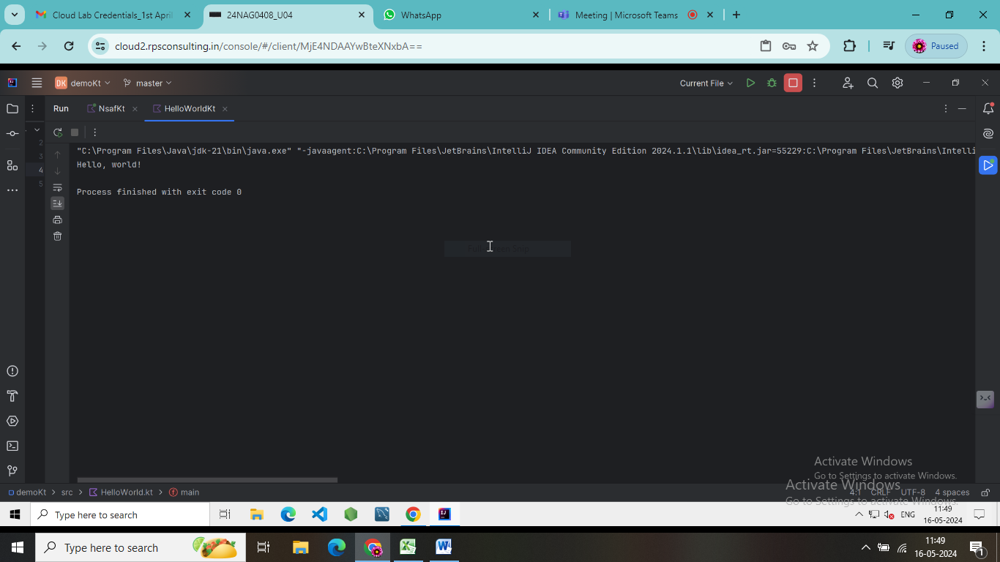 Cloud Lab Credentials_1st April
24NAG0408_U04
WhatsApp
Meeting | Microsoft Teams
cloud2.rpsconsulting.in/console/#/client/MjE4NDAAYwBteXNxbA==
Paused
DK demoKt
master
Current File
Run
NsafKt
HelloWorldKt
2
3
4
5
"C:\Program Files\Java\jdk-21\bin\java.exe" "-javaagent:C:\Program Files\JetBrains\IntelliJ IDEA Community Edition 2024.1.1\lib\idea_rt.jar=55229:C:\Program Files\JetBrains\Intelli
Hello, world!
Process finished with exit code 0
Activate Windows
Go to Settings to activate Windows.
Activate Windows
Go to Settings to activate Windows.
demoKt > src > HelloWorld.kt > main
4:1 CRLF UTF-8 4 spaces
Type here to search
ENG
11:49
16-05-2024
Type here to search
11:49
16-05-2024
1